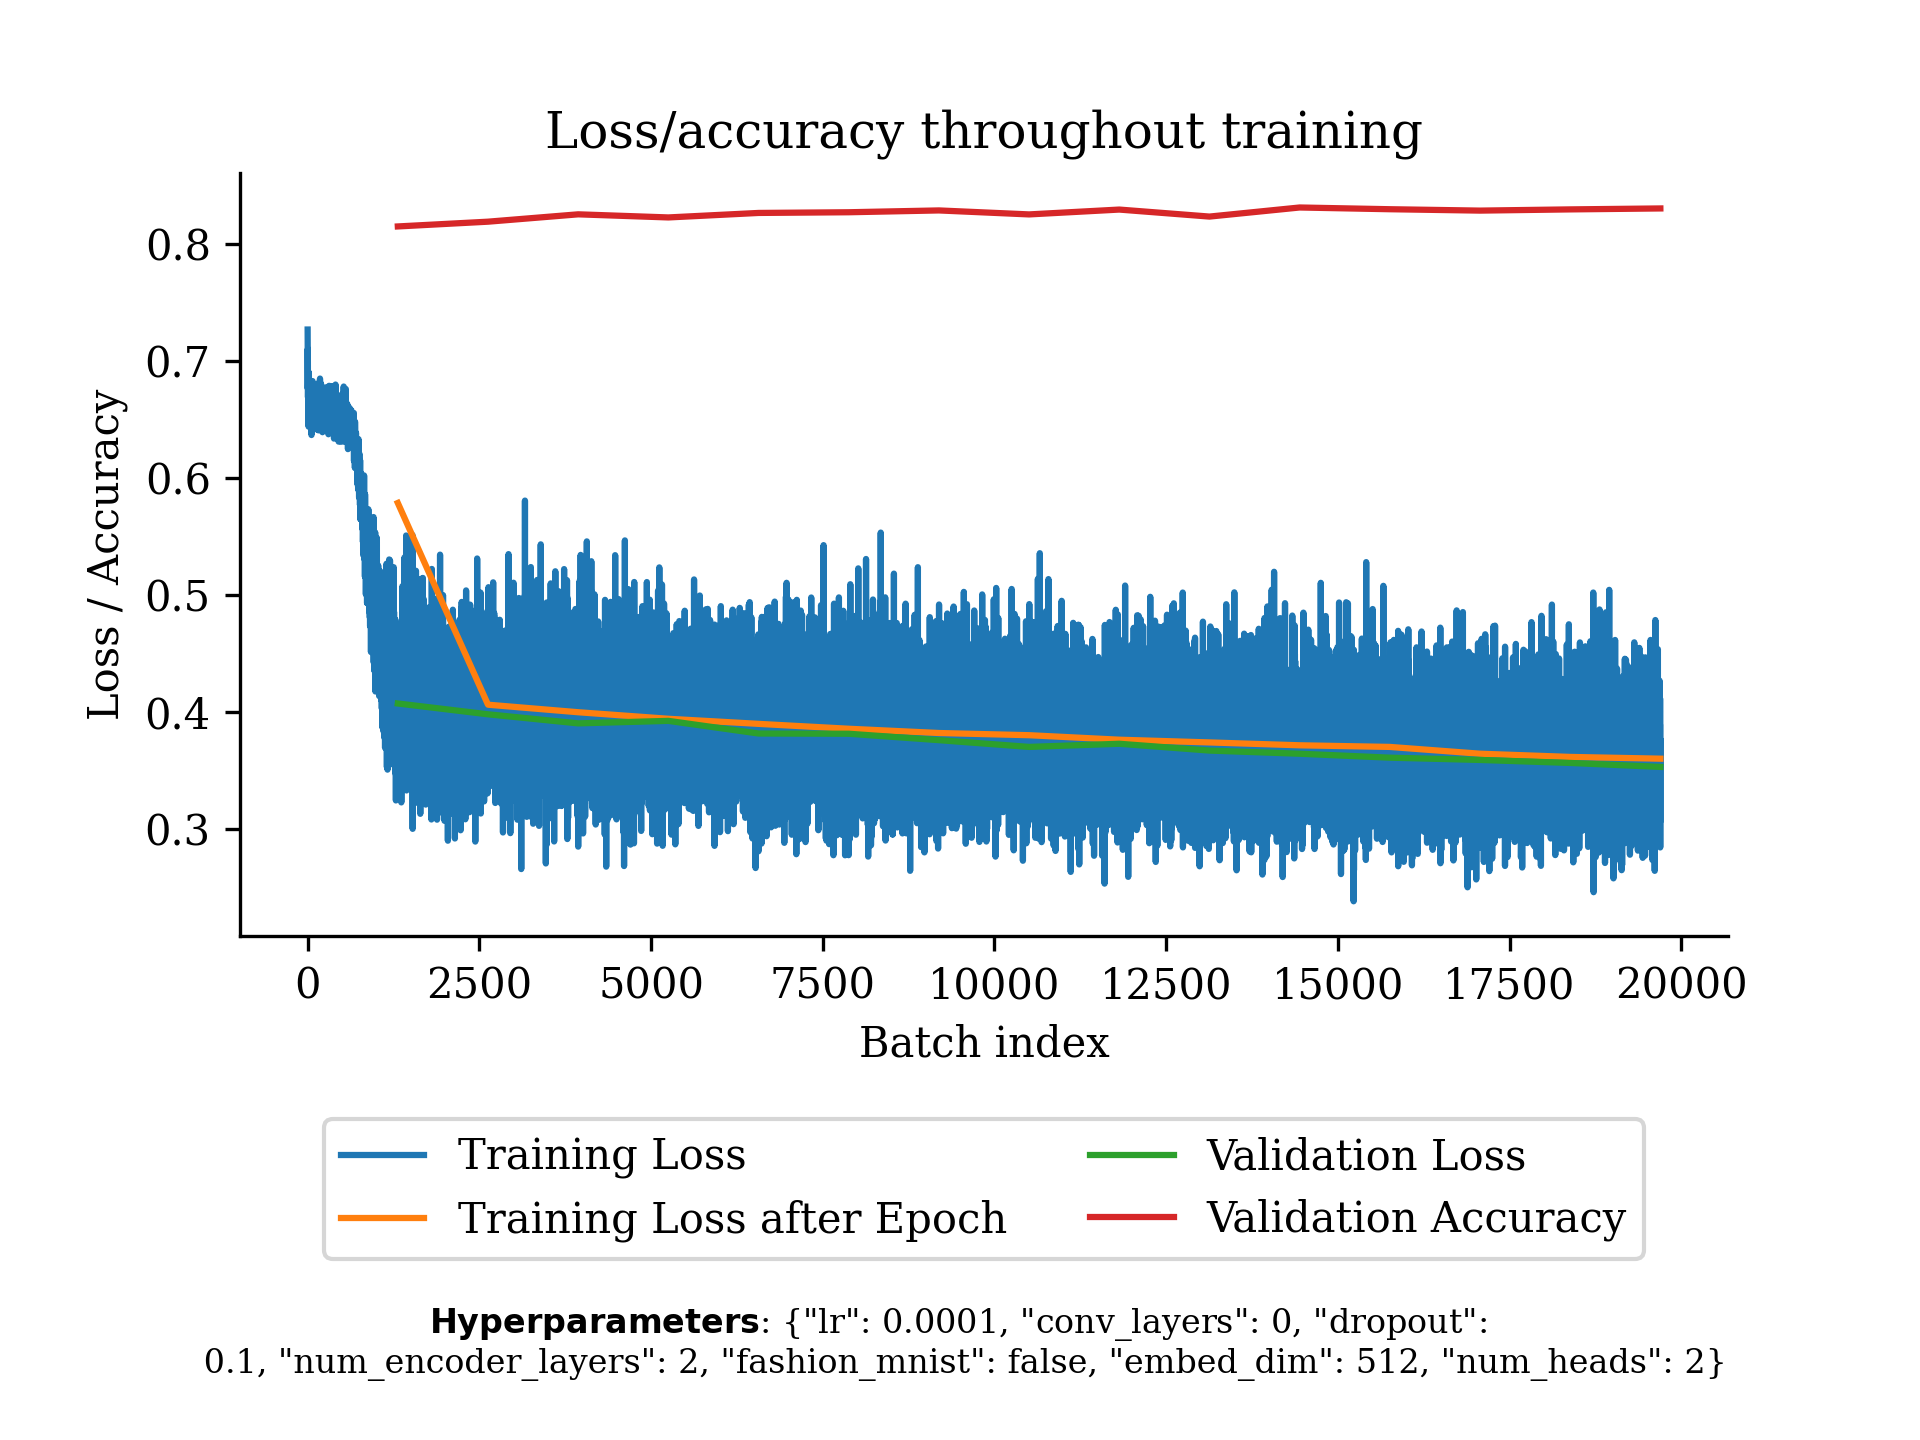 Loss/accuracy throughout training
Loss / Accuracy
0.8
0.7
0.6
0.5
0.4
0.3
0 2500 5000 7500 10000 12500 15000 17500 20000
Batch index
Training Loss
Training Loss after Epoch
Validation Loss
Validation Accuracy
Hyperparameters: {"lr": 0.0001, "conv_layers": 0, "dropout":
0.1, "num_encoder_layers": 2, "fashion_mnist": false, "embed_dim": 512, "num_heads": 2}